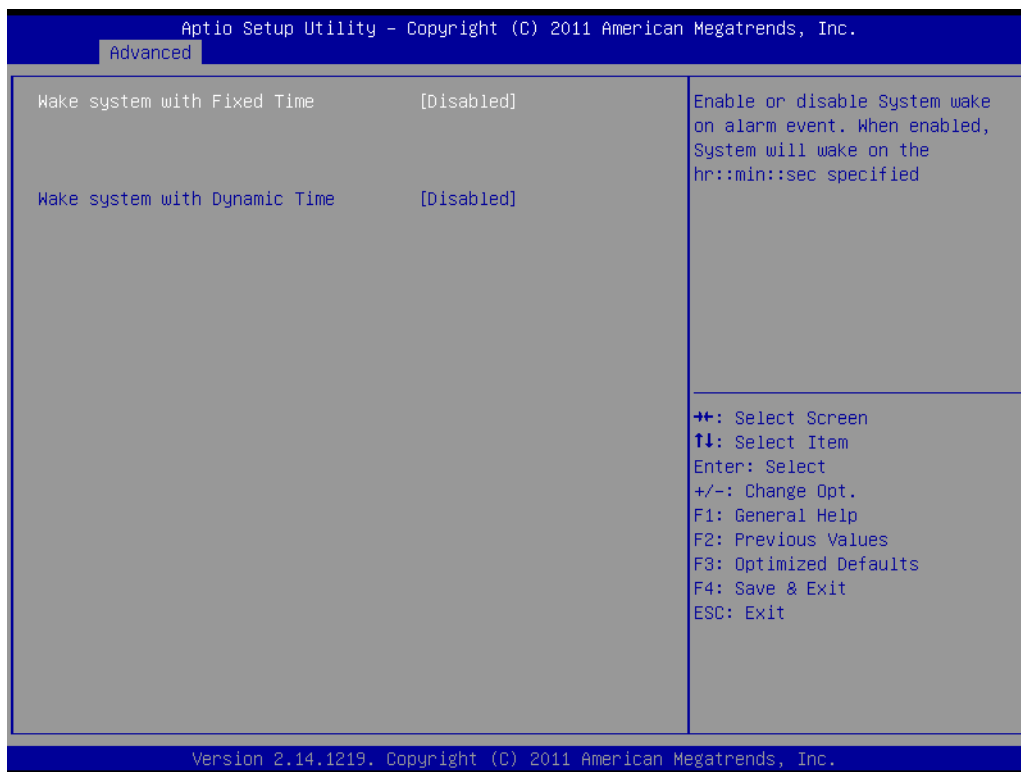 Aptio Setup Utility – Copyright (C) 2011 American Megatrends, Inc.
Advanced
Wake system with Fixed Time [Disabled]
Wake system with Dynamic Time [Disabled]
Enable or disable System wake
on alarm event. When enabled,
System will wake on the
hr::min::sec specified
→←: Select Screen
↑↓: Select Item
Enter: Select
+/-: Change Opt.
F1: General Help
F2: Previous Values
F3: Optimized Defaults
F4: Save & Exit
ESC: Exit
Version 2.14.1219. Copyright (C) 2011 American Megatrends, Inc.